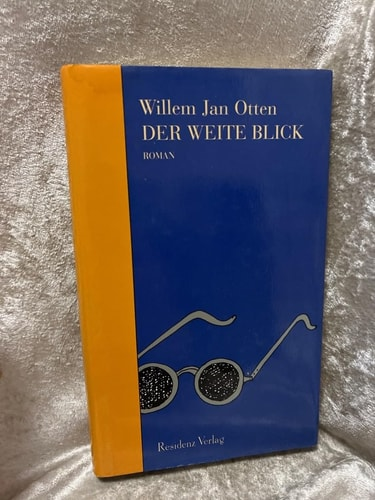 Willem Jan Otten
DER WEITE BLICK
ROMAN
Residenz Verlag